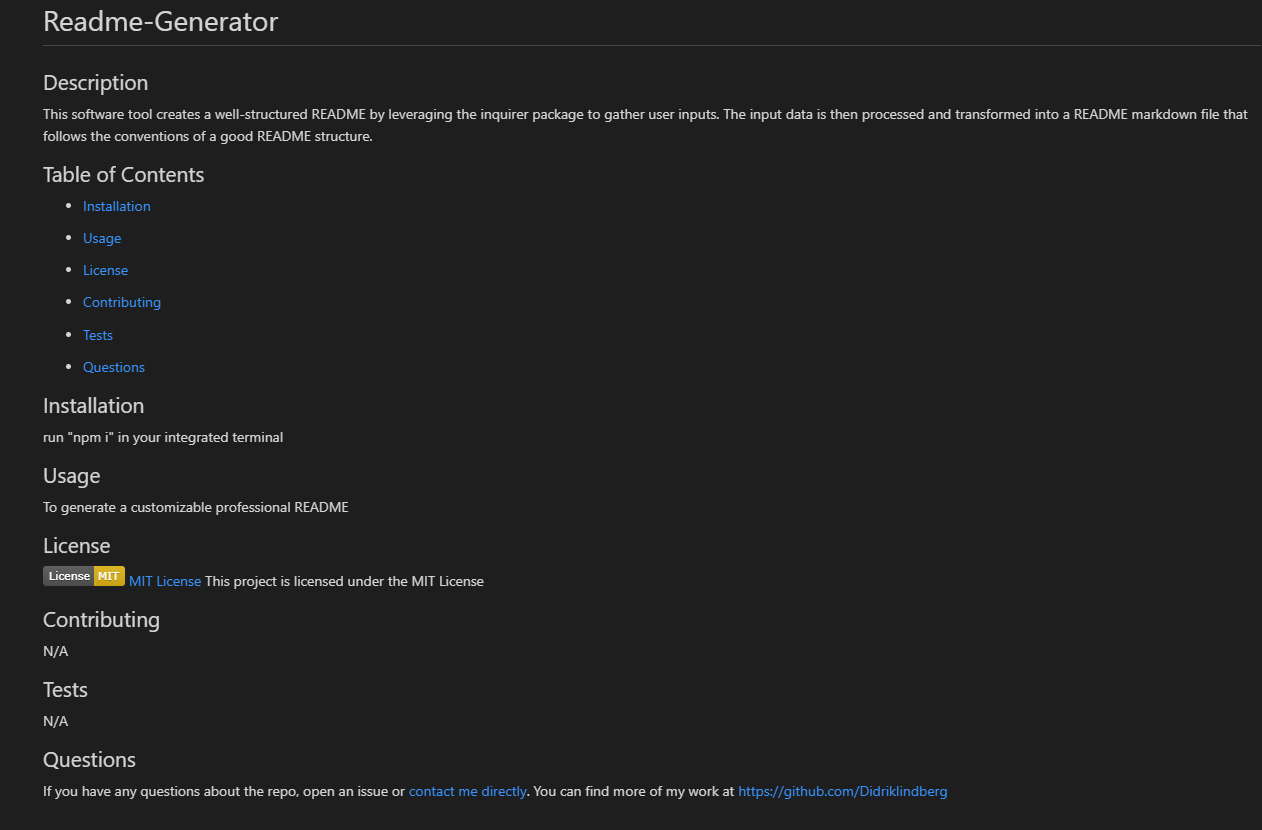 Readme-Generator
Description
This software tool creates a well-structured README by leveraging the inquirer package to gather user inputs. The input data is then processed and transformed into a README markdown file that
follows the conventions of a good README structure.
Table of Contents
Installation
Usage
License
Contributing
Tests
Questions
Installation
run "npm i" in your integrated terminal
Usage
To generate a customizable professional README
License
License MIT MIT License This project is licensed under the MIT License
Contributing
N/A
Tests
N/A
Questions
If you have any questions about the repo, open an issue or contact me directly. You can find more of my work at https://github.com/Didriklindberg